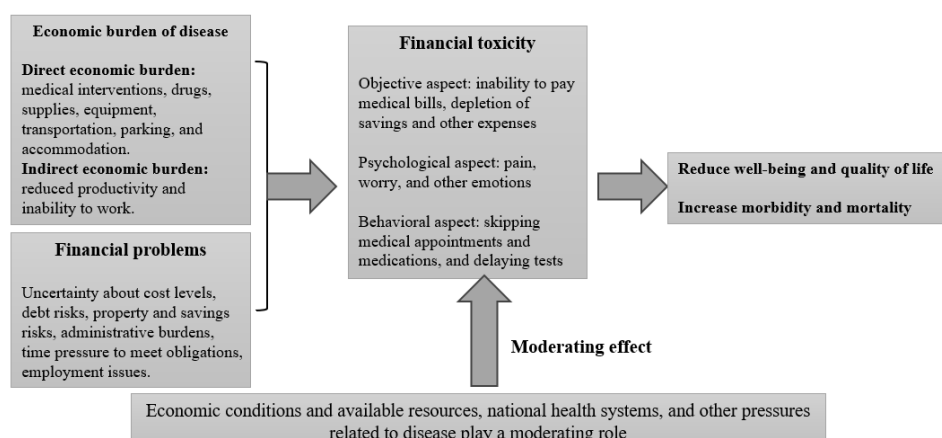 Economic burden of disease
Direct economic burden:
medical interventions, drugs,
supplies, equipment,
transportation, parking, and
accommodation.
Indirect economic burden:
reduced productivity and
inability to work.
Financial problems
Uncertainty about cost levels,
debt risks, property and savings
risks, administrative burdens,
time pressure to meet obligations,
employment issues.
Financial toxicity
Objective aspect: inability to pay
medical bills, depletion of
savings and other expenses
Psychological aspect: pain,
worry, and other emotions
Behavioral aspect: skipping
medical appointments and
medications, and delaying tests
Reduce well-being and quality of life
Increase morbidity and mortality
Moderating effect
Economic conditions and available resources, national health systems, and other pressures
related to disease play a moderating role